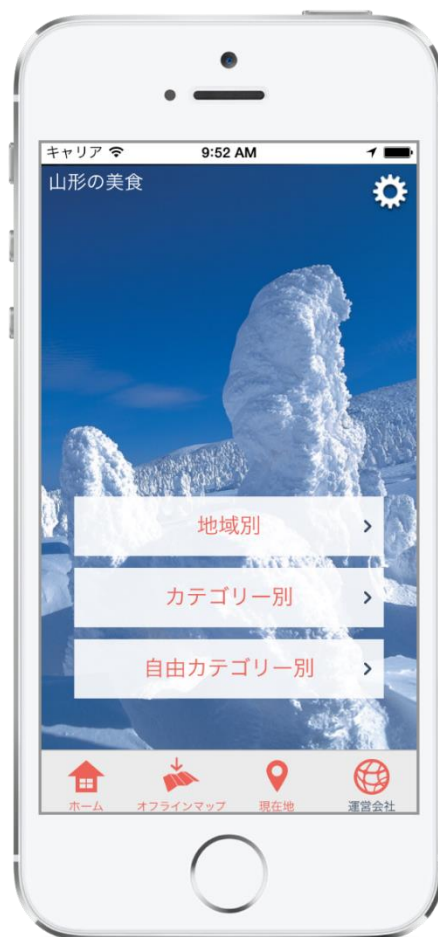 キャリア 9:52 AM
山形の美食
地域別
カテゴリー別
自由カテゴリー別
ホーム オフラインマップ 現在地 運営会社